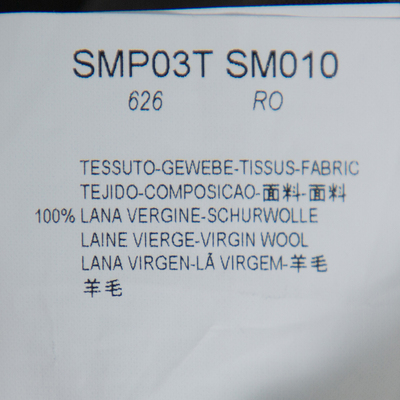 SMP03T SM010
626 RO
TESSUTO-GEWEBE-TISSUS-FABRIC
TEJIDO-COMPOSICAO-面料-面料
100% LANA VERGINE-SCHURWOLLE
LAINE VIERGE-VIRGIN WOOL
LANA VIRGEN-LÃ VIRGEM-羊毛
羊毛